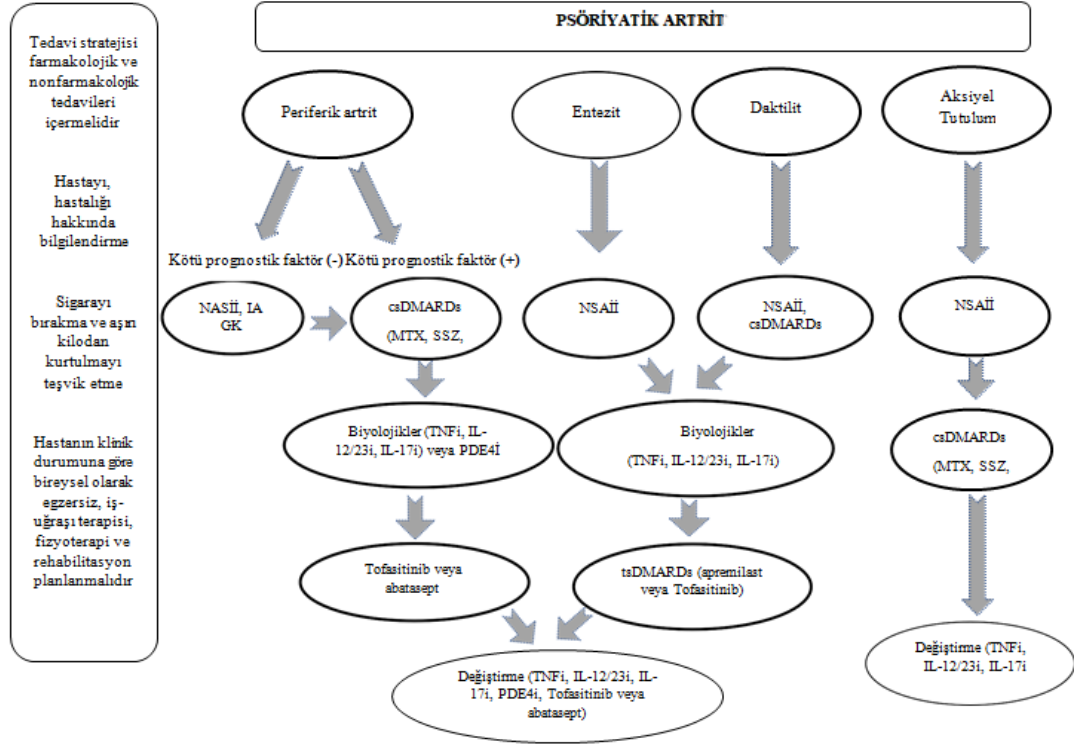 PSÖRİYATİK ARTRİT
Tedavi stratejisi
farmakolojik ve
nonfarmakolojik
tedavileri
içermelidir
Hastayı,
hastalığı
hakkında
bilgilendirme
Sigarayı
bırakma ve aşırı
kilodan
kurtulmayı
teşvik etme
Hastanın klinik
durumuna göre
bireysel olarak
egzersiz, iş-
uğraşı terapisi,
fizyoterapi ve
rehabilitasyon
planlanmalıdır
Periferik artrit
Entezit
Daktilit
Aksiyel
Tutulum
Kötü prognostik faktör (-)
Kötü prognostik faktör (+)
NASİİ, IA
GK
csDMARDs
(MTX, SSZ,
NSAİİ
NSAİİ,
csDMARDs
NSAİİ
Biyolojikler (TNFi, IL-
12/23i, IL-17i) veya PDE4İ
Biyolojikler
(TNFi, IL-12/23i, IL-17i)
csDMARDs
(MTX, SSZ,
Tofasitinib veya
abatasept
tsDMARDs (apremilast
veya Tofasitinib)
Değiştirme (TNFi, IL-12/23i, IL-
17i, PDE4i, Tofasitinib veya
abatasept)
Değiştirme (TNFi,
IL-12/23i, IL-17i